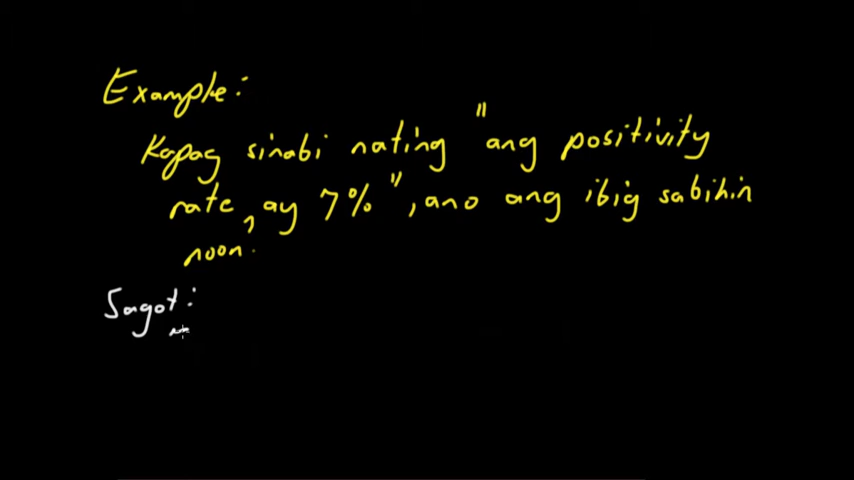 Example:
Kapag sinabi nating "ang positivity
rate, ay 7%", ano ang ibig sabihin
noon.
Sagot: